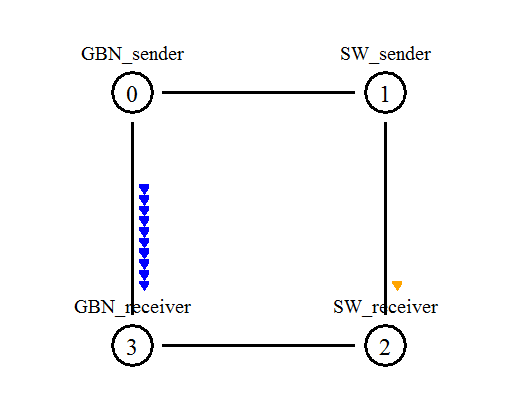 GBN_sender SW_sender
0 1
GBN_receiver SW_receiver
3 2